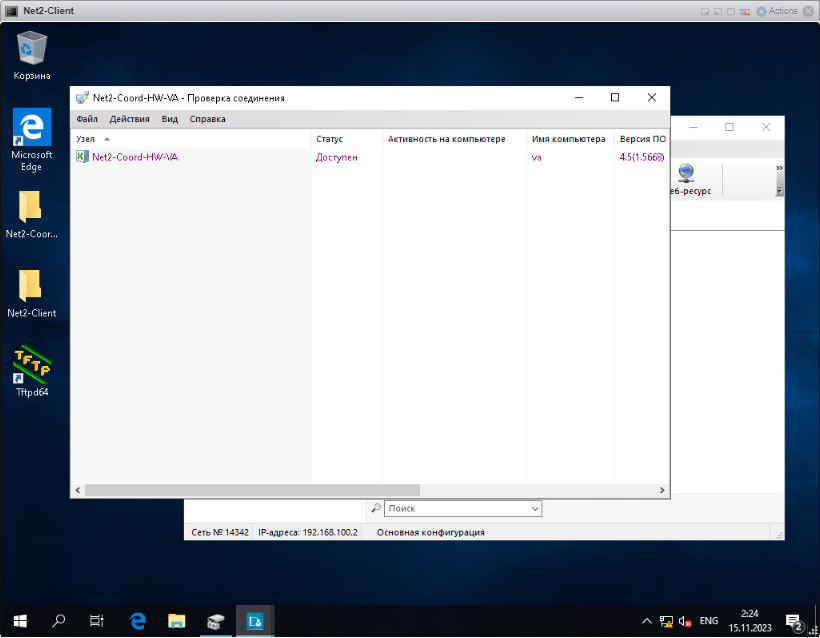 Net2-Client
Actions
Корзина
Microsoft
Edge
Net2-Coor...
Net2-Client
TFTP
Tftpd64
Net2-Coord-HW-VA - Проверка соединения
Файл Действия Вид Справка
Узел Статус Активность на компьютере Имя компьютера Версия ПО
Net2-Coord-HW-VA Доступен va 4.5(1.5668)
еб-ресурс
»
Поиск
Сеть № 14342 IP-адреса: 192.168.100.2 Основная конфигурация
ENG
2:24
15.11.2023
2